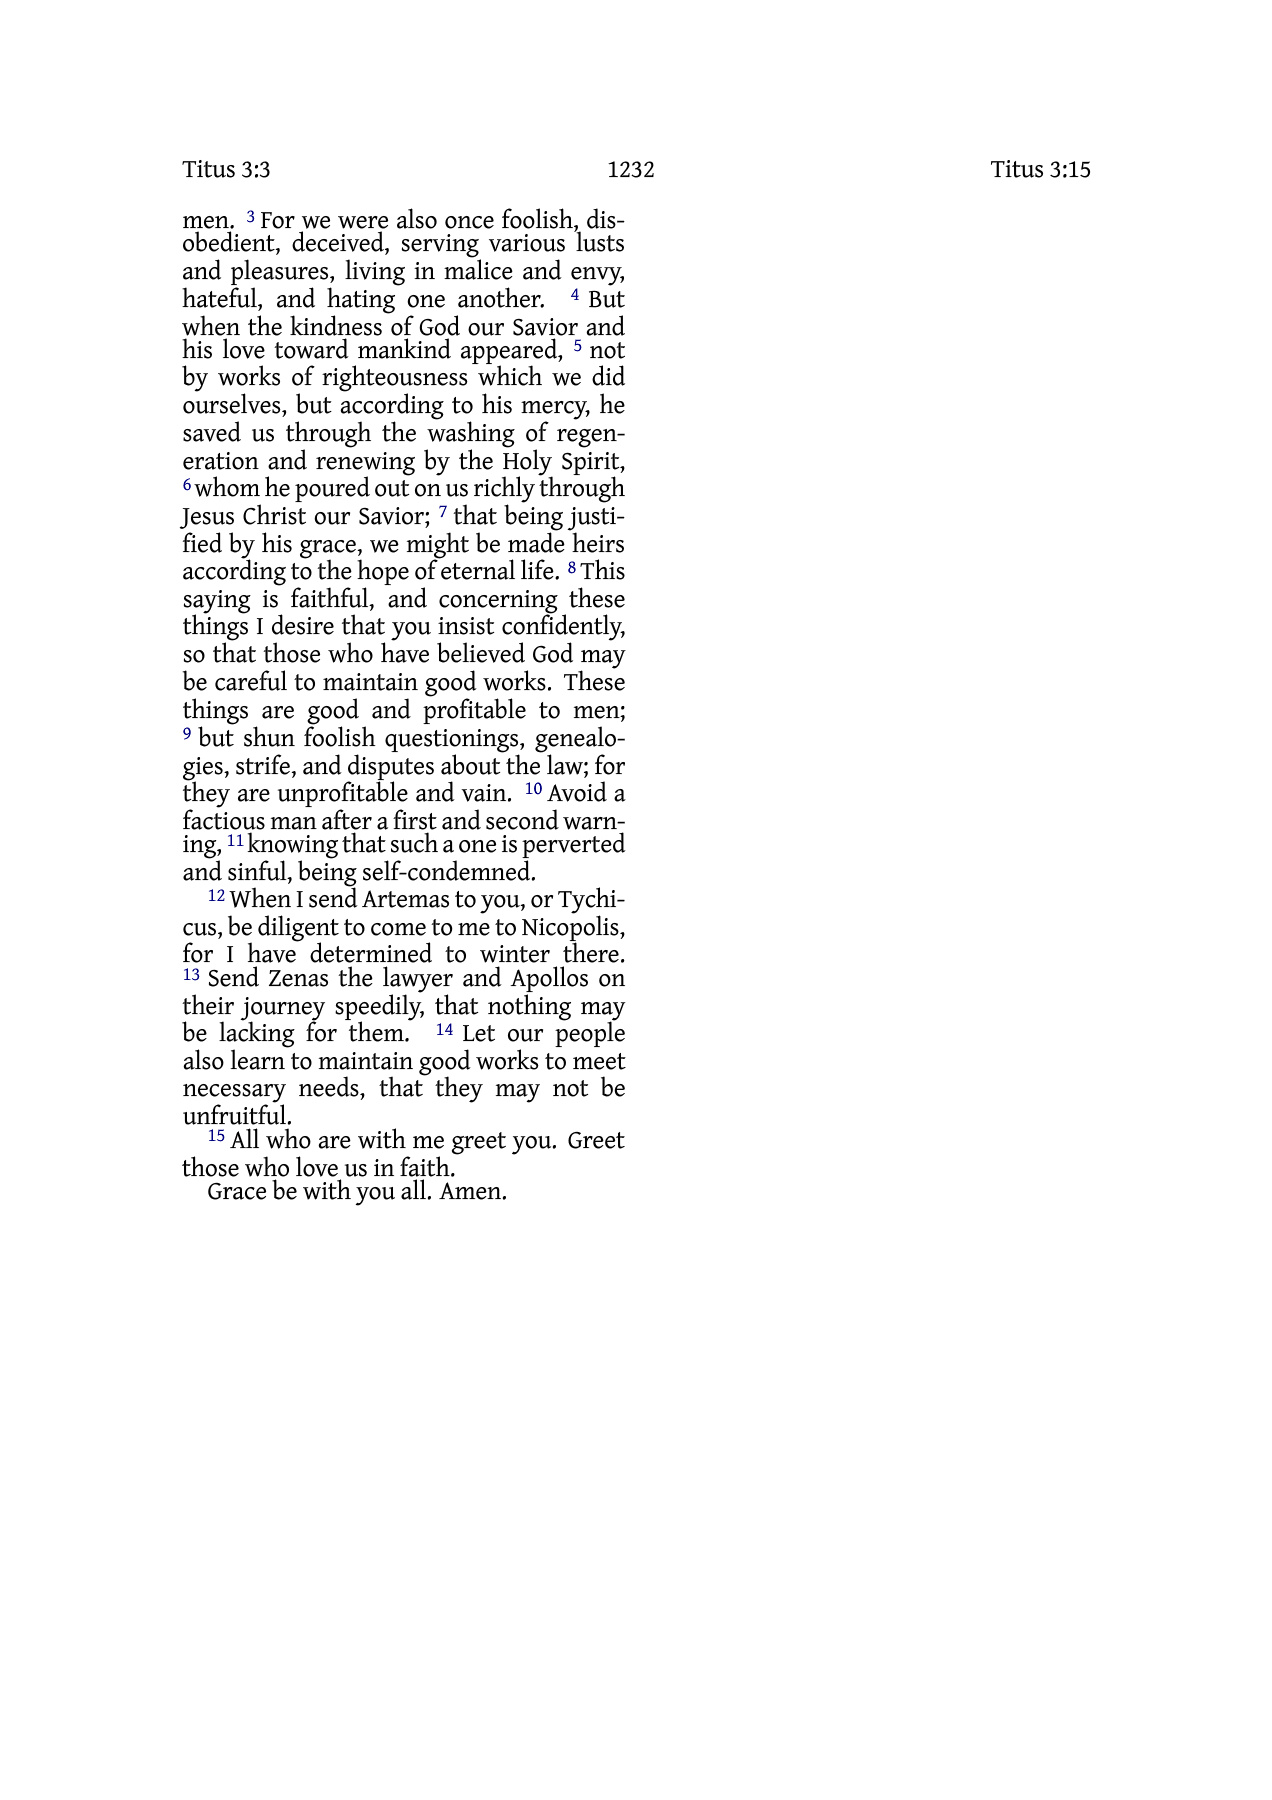 Titus 3:3 1232 Titus 3:15
men. 3 For we were also once foolish, dis-
obedient, deceived, serving various lusts
and pleasures, living in malice and envy,
hateful, and hating one another. 4 But
when the kindness of God our Savior and
his love toward mankind appeared, 5 not
by works of righteousness which we did
ourselves, but according to his mercy, he
saved us through the washing of regen-
eration and renewing by the Holy Spirit,
6 whom he poured out on us richly through
Jesus Christ our Savior; 7 that being justi-
fied by his grace, we might be made heirs
according to the hope of eternal life. 8 This
saying is faithful, and concerning these
things I desire that you insist confidently,
so that those who have believed God may
be careful to maintain good works. These
things are good and profitable to men;
9 but shun foolish questionings, genealo-
gies, strife, and disputes about the law; for
they are unprofitable and vain. 10 Avoid a
factious man after a first and second warn-
ing, 11 knowing that such a one is perverted
and sinful, being self-condemned.
12 When I send Artemas to you, or Tychi-
cus, be diligent to come to me to Nicopolis,
for I have determined to winter there.
13 Send Zenas the lawyer and Apollos on
their journey speedily, that nothing may
be lacking for them. 14 Let our people
also learn to maintain good works to meet
necessary needs, that they may not be
unfruitful.
15 All who are with me greet you. Greet
those who love us in faith.
Grace be with you all. Amen.